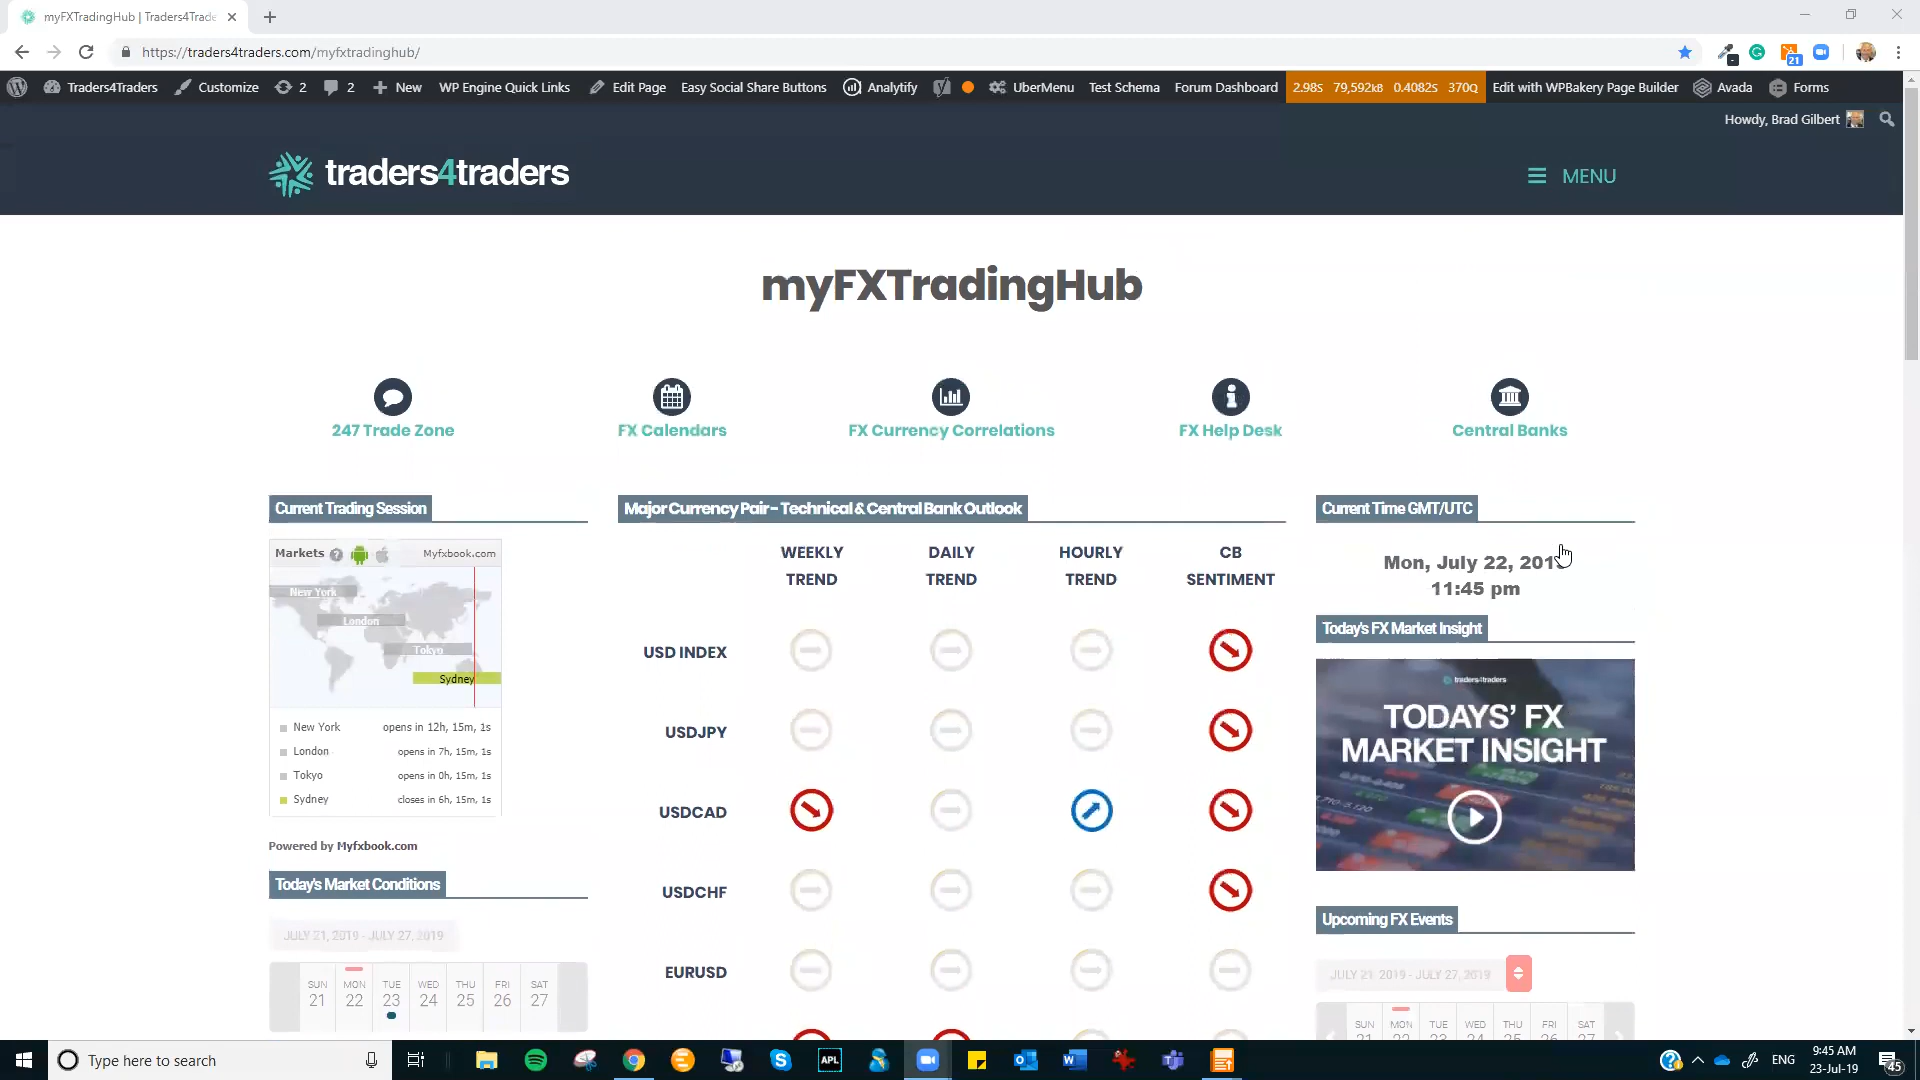 myFXTradingHub | Traders4Trade
https://traders4traders.com/myfxtradinghub/
21
Traders4Traders Customize 2 2 New WP Engine Quick Links Edit Page Easy Social Share Buttons Analytify UberMenu Test Schema Forum Dashboard 2.98S 79,592KB 0.4082S 370Q Edit with WPBakery Page Builder Avada Forms
Howdy, Brad Gilbert
traders4traders
MENU
myFXTradingHub
247 Trade Zone FX Calendars FX Currency Correlations FX Help Desk Central Banks
Current Trading Session
Markets ? Myfxbook.com
New York
London
Tokyo
Sydney
New York opens in 12h, 15m, 1s
London opens in 7h, 15m, 1s
Tokyo opens in 0h, 15m, 1s
Sydney closes in 6h, 15m, 1s
Powered by Myfxbook.com
Today's Market Conditions
JULY 21, 2019 - JULY 27, 2019
SUN MON TUE WED THU FRI SAT
21 22 23 24 25 26 27
Major Currency Pair - Technical & Central Bank Outlook
WEEKLY TREND
DAILY TREND
HOURLY TREND
CB SENTIMENT
USD INDEX
USDJPY
USDCAD
USDCHF
EURUSD
Current Time GMT/UTC
Mon, July 22, 201
11:45 pm
Today's FX Market Insight
traders4traders
TODAYS' FX
MARKET INSIGHT
Upcoming FX Events
JULY 21, 2019 - JULY 27, 2019
SUN MON TUE WED THU FRI SAT
Type here to search
APL
ENG
9:45 AM
23-Jul-19
45